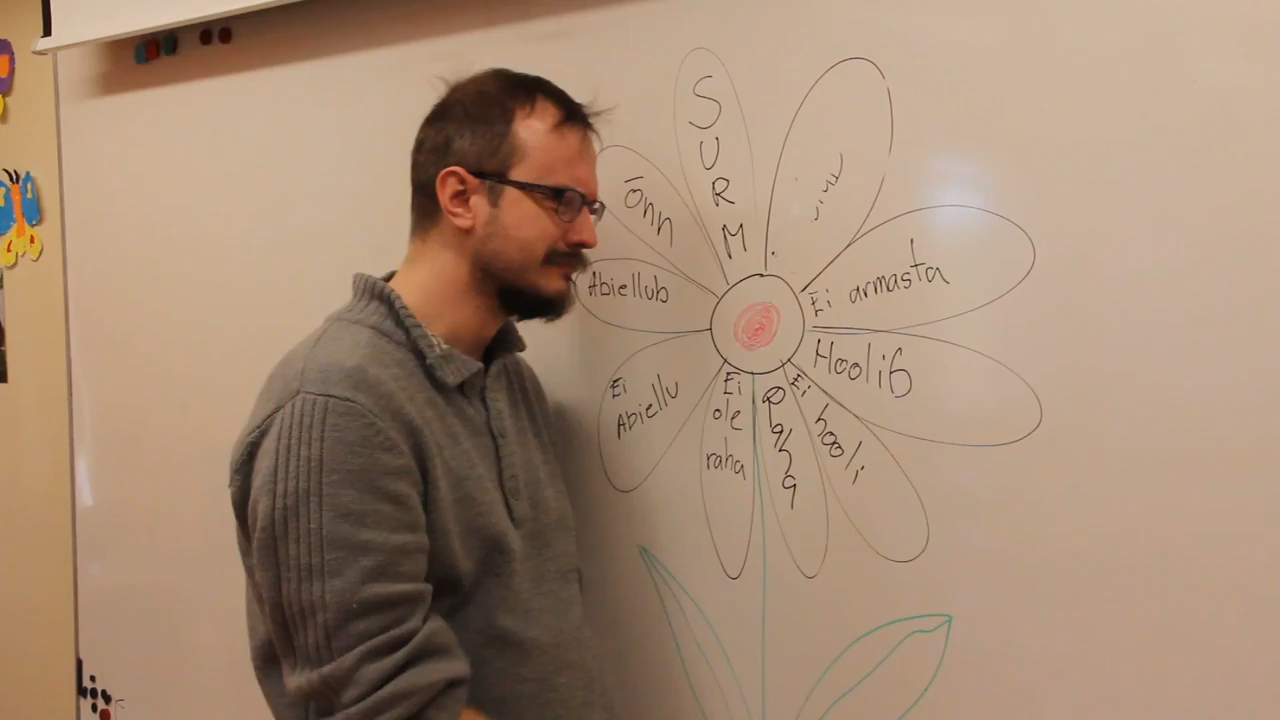 õnn
SURM
Abiellub
Ei armasta
Hoolib
Ei
Abiellu
Ei
ole
raha
Raha
Ei hooli